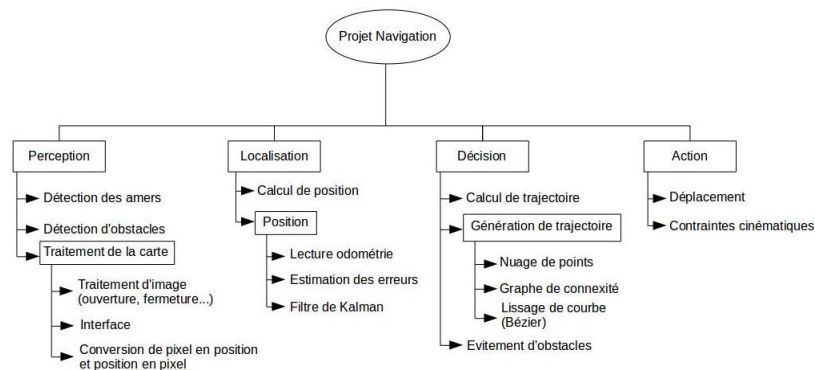 Projet Navigation
Perception
Détection des amers
Détection d'obstacles
Traitement de la carte
Traitement d'image
(ouverture, fermeture...)
Interface
Conversion de pixel en position
et position en pixel
Localisation
Calcul de position
Position
Lecture odométrie
Estimation des erreurs
Filtre de Kalman
Décision
Calcul de trajectoire
Génération de trajectoire
Nuage de points
Graphe de connexité
Lissage de courbe
(Bézier)
Evitement d'obstacles
Action
Déplacement
Contraintes cinématiques